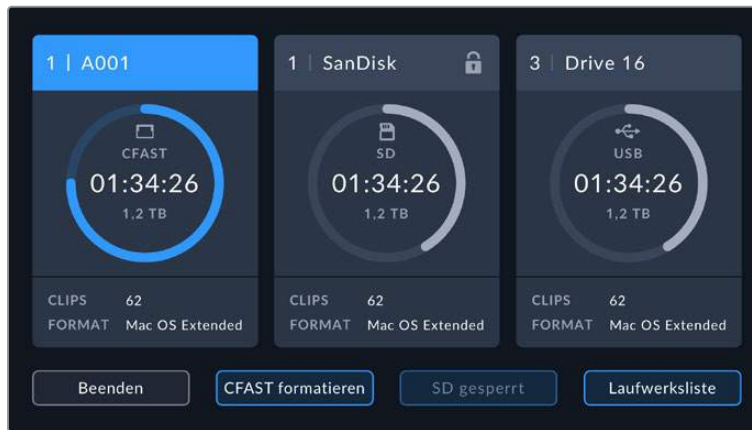 1 | A001
1 | SanDisk
3 | Drive 16
CFAST
01:34:26
1,2 TB
SD
01:34:26
1,2 TB
USB
01:34:26
1,2 TB
CLIPS 62
FORMAT Mac OS Extended
CLIPS 62
FORMAT Mac OS Extended
CLIPS 62
FORMAT Mac OS Extended
Beenden
CFAST formatieren
SD gesperrt
Laufwerksliste